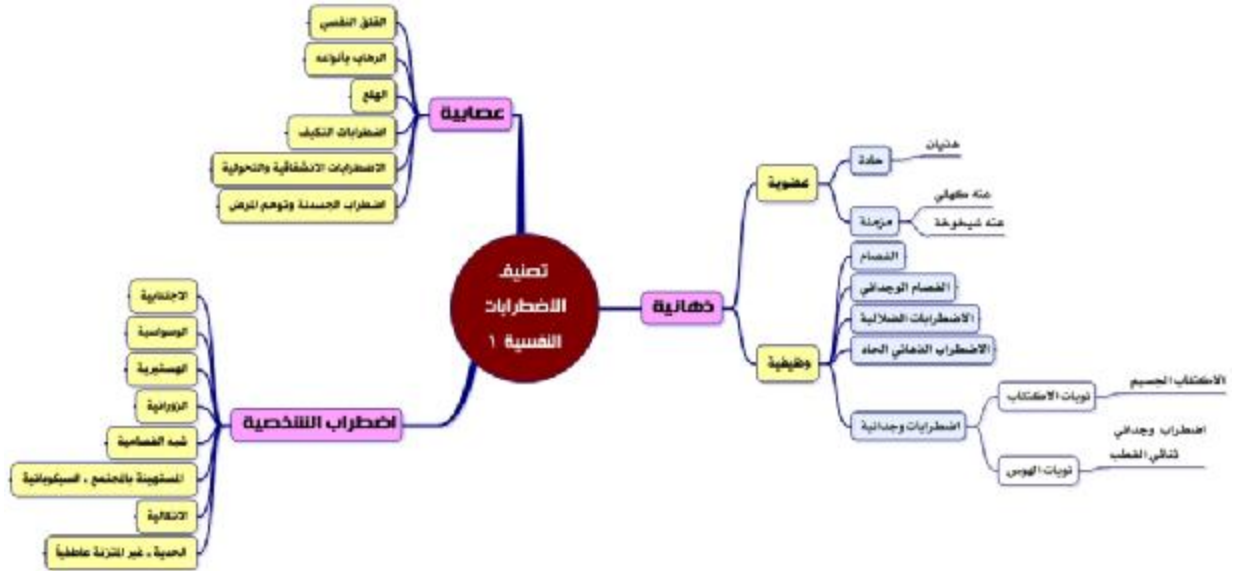 تصنيف
الاضطرابات
النفسية ١
عصابية
القلق النفسي
الرهاب بأنواعه
الهلع
اضطرابات التكيف
الاضطرابات الانشقاقية والتحولية
اضطراب الجسدنة وتوهم المرض
ذهانية
عضوية
حادة
هذيان
مزمنة
عته كهلي
عته شيخوخة
وظيفية
الفصام
الفصام الوجداني
الاضطرابات الضلالية
الاضطراب الذهاني الحاد
اضطرابات وجدانية
نوبات الاكتئاب
الاكتئاب الجسيم
نوبات الهوس
اضطراب وجداني
ثنائي القطب
اضطراب الشخصية
الاجتنابية
الوسواسية
الهستيرية
الزورانية
شبه الفصامية
المستهينة بالمجتمع ، السيكوباتية
الاتكالية
الحدية ، غير المتزنة عاطفياً